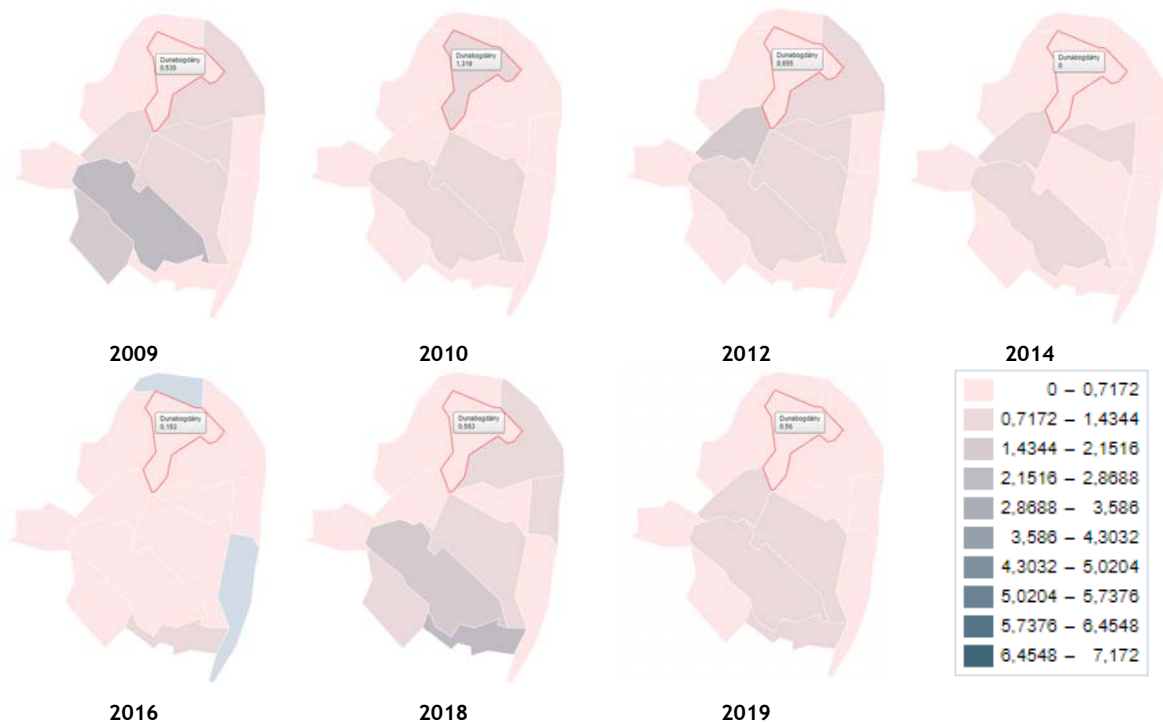 Dunabogdány
0,535
Dunabogdány
1,319
Dunabogdány
0,855
Dunabogdány
0
2009
2010
2012
2014
Dunabogdány
0,163
Dunabogdány
0,563
Dunabogdány
0,56
0 – 0,7172
0,7172 – 1,4344
1,4344 – 2,1516
2,1516 – 2,8688
2,8688 – 3,586
3,586 – 4,3032
4,3032 – 5,0204
5,0204 – 5,7376
5,7376 – 6,4548
6,4548 – 7,172
2016
2018
2019